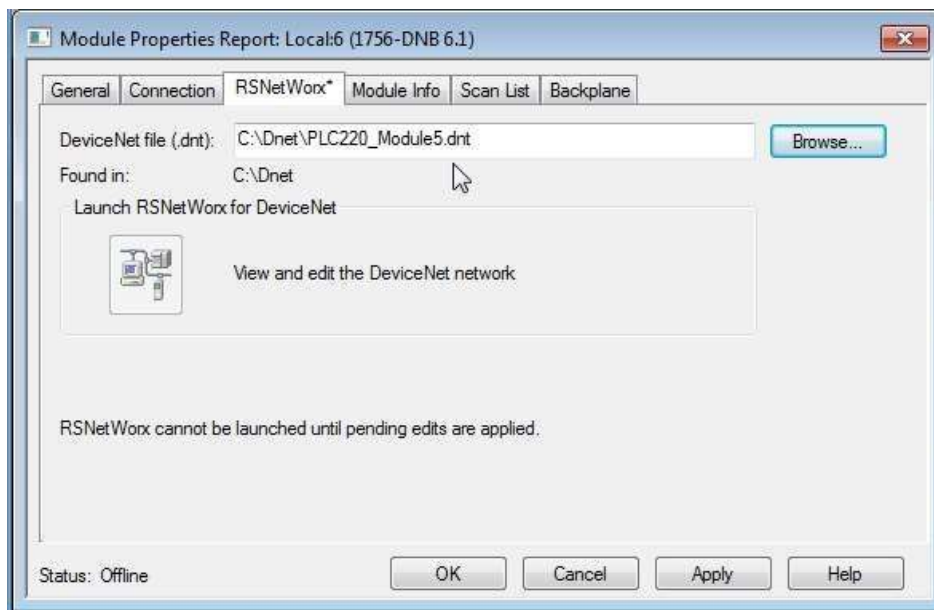 Module Properties Report: Local:6 (1756-DNB 6.1)
General Connection RSNetWorx* Module Info Scan List Backplane
DeviceNet file (.dnt): C:\Dnet\PLC220_Module5.dnt Browse...
Found in: C:\Dnet
Launch RSNetWorx for DeviceNet
View and edit the DeviceNet network
RSNetWorx cannot be launched until pending edits are applied.
Status: Offline OK Cancel Apply Help